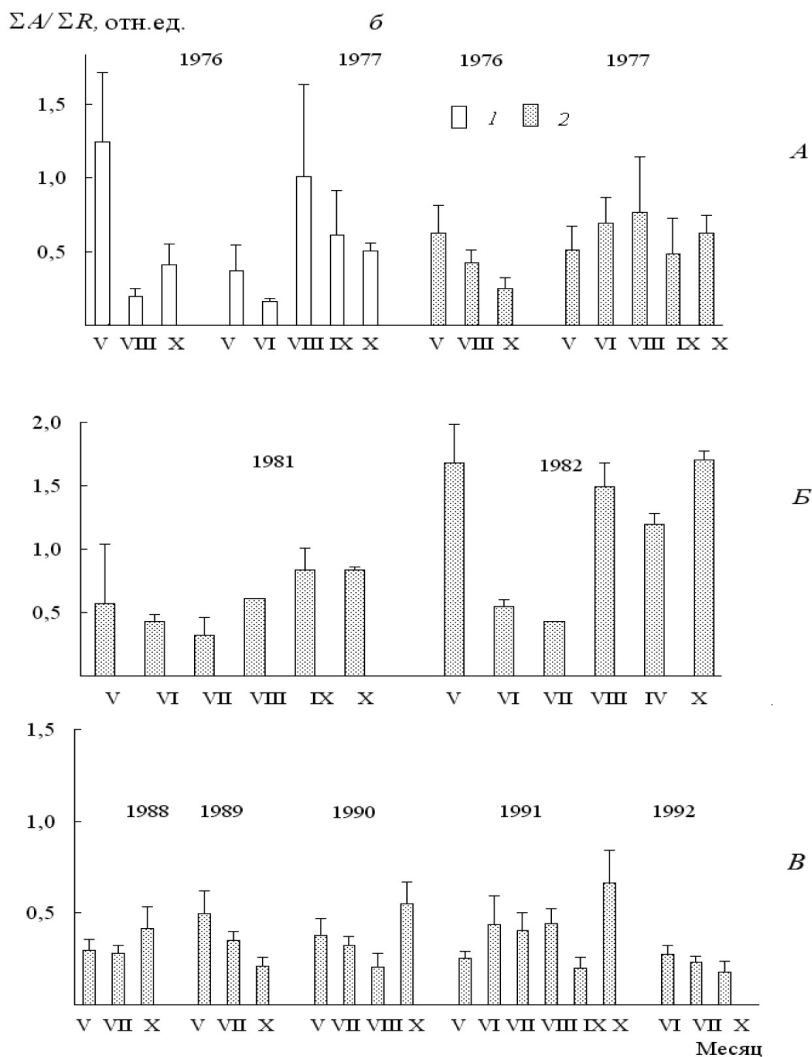 ΣA/ΣR, отн.ед. б
1976 1977 1976 1977
1,5
1 2
А
1,0
0,5
V VIII X V VI VIII IX X V VIII X V VI VIII IX X
2,0
1981 1982
1,5
Б
1,0
0,5
V VI VII VIII IX X V VI VII VIII IV X
1,5
1988 1989 1990 1991 1992
1,0
В
0,5
V VII X V VII X V VII VIII X V VI VII VIII IX X VI VII X
Месяц